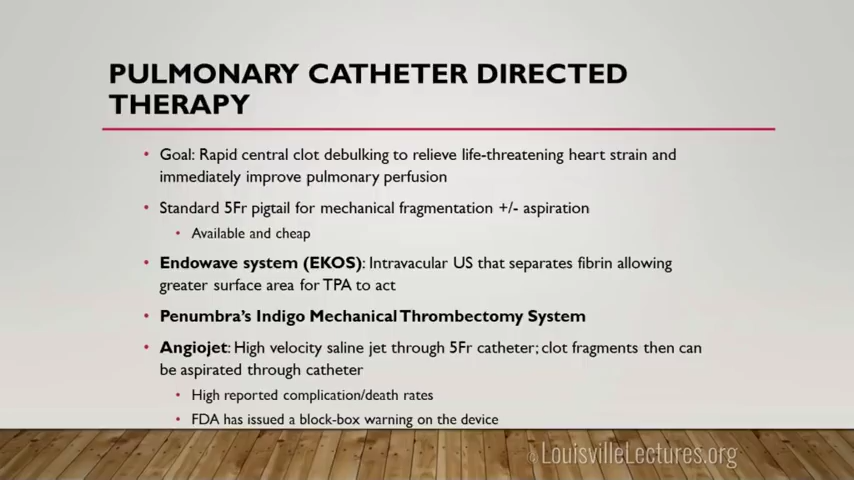 PULMONARY CATHETER DIRECTED
THERAPY
• Goal: Rapid central clot debulking to relieve life-threatening heart strain and
immediately improve pulmonary perfusion
• Standard 5Fr pigtail for mechanical fragmentation +/- aspiration
• Available and cheap
• Endowave system (EKOS): Intravacular US that separates fibrin allowing
greater surface area for TPA to act
• Penumbra's Indigo Mechanical Thrombectomy System
• Angiojet: High velocity saline jet through 5Fr catheter; clot fragments then can
be aspirated through catheter
• High reported complication/death rates
• FDA has issued a block-box warning on the device
LouisvilleLectures.org